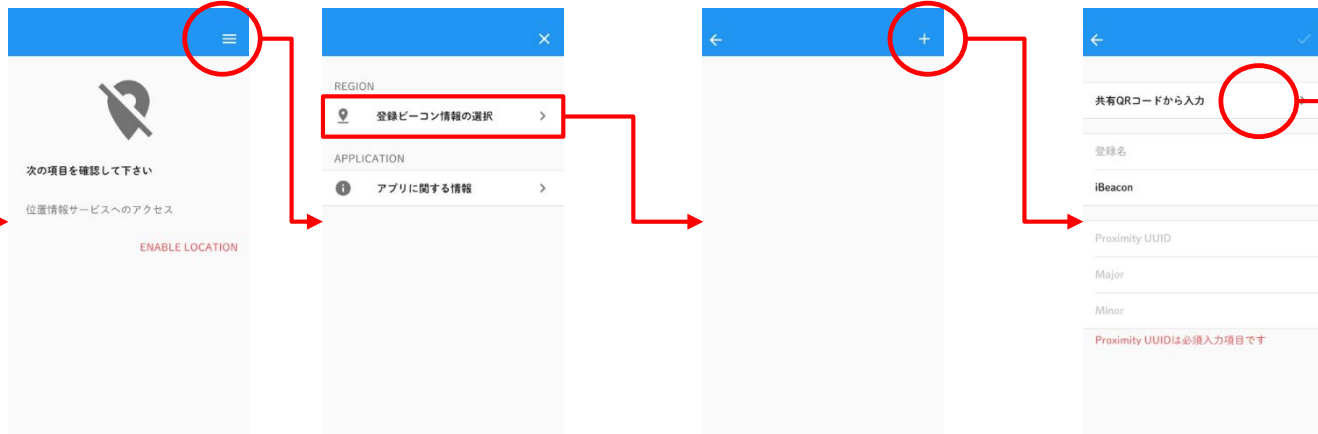 次の項目を確認して下さい
位置情報サービスへのアクセス
ENABLE LOCATION
REGION
登録ビーコン情報の選択
APPLICATION
アプリに関する情報
共有QRコードから入力
登録名
iBeacon
Proximity UUID
Major
Minor
Proximity UUIDは必須入力項目です